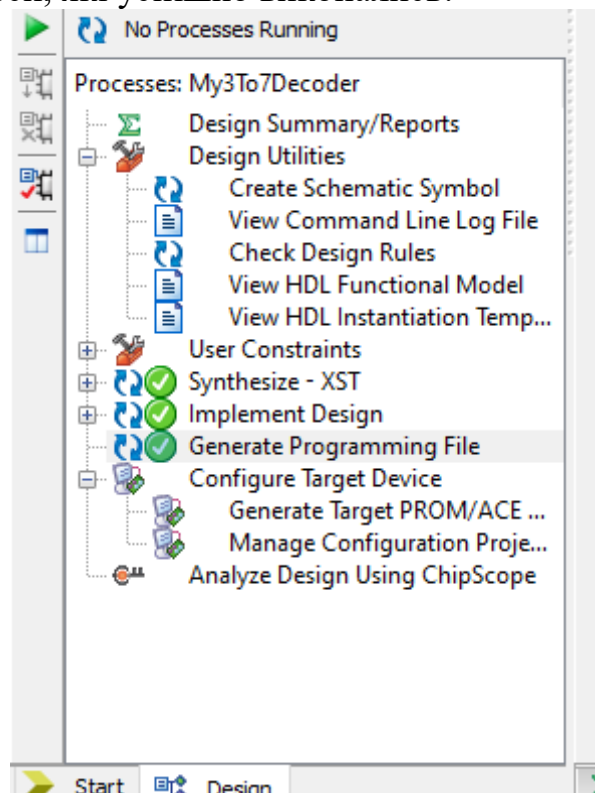 No Processes Running
Processes: My3To7Decoder
Design Summary/Reports
Design Utilities
Create Schematic Symbol
View Command Line Log File
Check Design Rules
View HDL Functional Model
View HDL Instantiation Temp...
User Constraints
Synthesize - XST
Implement Design
Generate Programming File
Configure Target Device
Generate Target PROM/ACE ...
Manage Configuration Proje...
Analyze Design Using ChipScope
Start Design